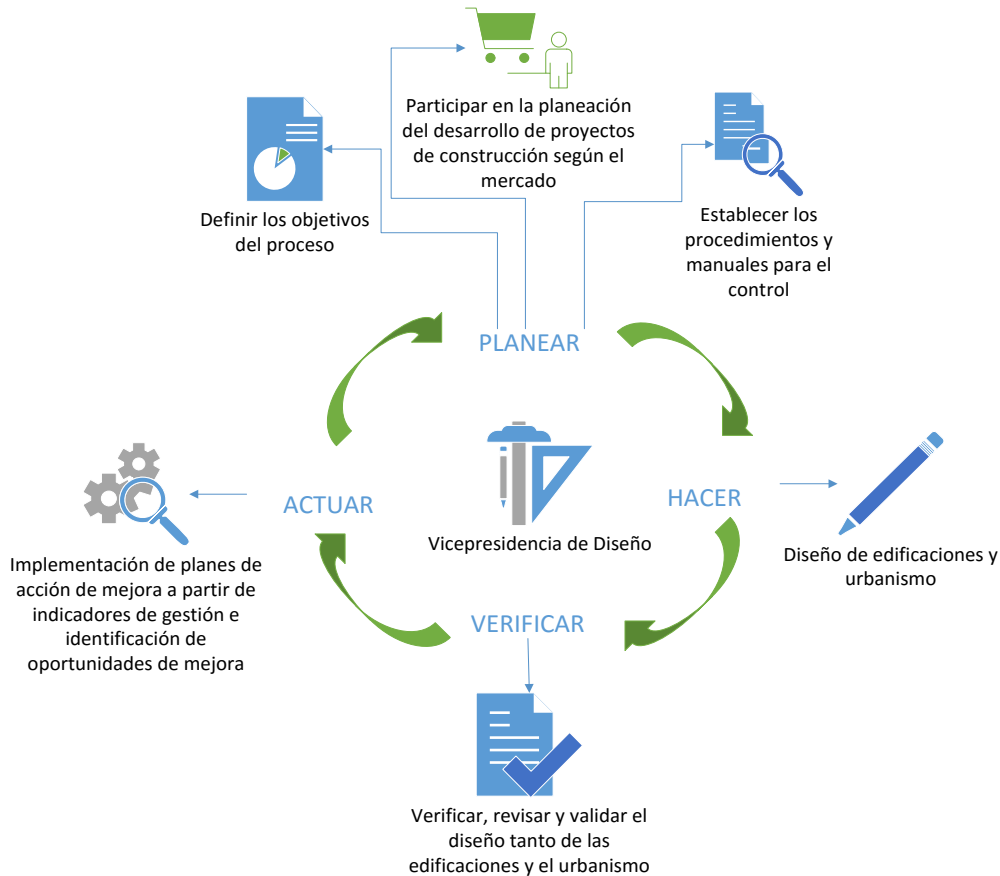 Participar en la planeación
del desarrollo de proyectos
de construcción según el
mercado
Definir los objetivos
del proceso
Establecer los
procedimientos y
manuales para el
control
PLANEAR
ACTUAR
HACER
Vicepresidencia de Diseño
Implementación de planes de
acción de mejora a partir de
indicadores de gestión e
identificación de
oportunidades de mejora
Diseño de edificaciones y
urbanismo
VERIFICAR
Verificar, revisar y validar el
diseño tanto de las
edificaciones y el urbanismo